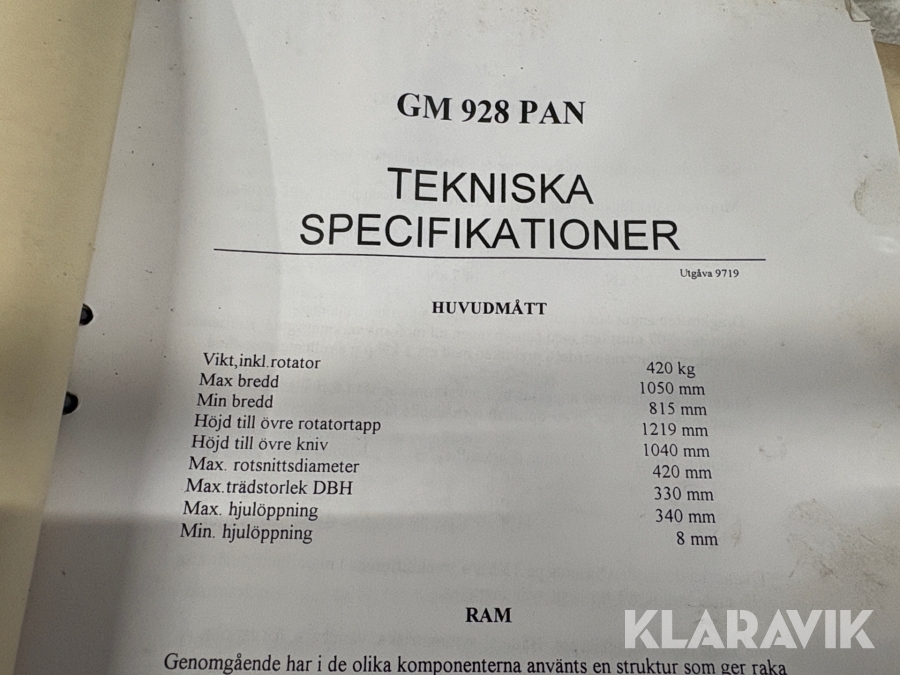 GM 928 PAN
TEKNISKA
SPECIFIKATIONER
Utgåva 9719
HUVUDMÅTT
Vikt,inkl.rotator 420 kg
Max bredd 1050 mm
Min bredd 815 mm
Höjd till övre rotatortapp 1219 mm
Höjd till övre kniv 1040 mm
Max. rotsnittsdiameter 420 mm
Max.trädstorlek DBH 330 mm
Max. hjulöppning 340 mm
Min. hjulöppning 8 mm
RAM
KLARAVIK
Genomgående har i de olika komponenterna använts en struktur som ger raka